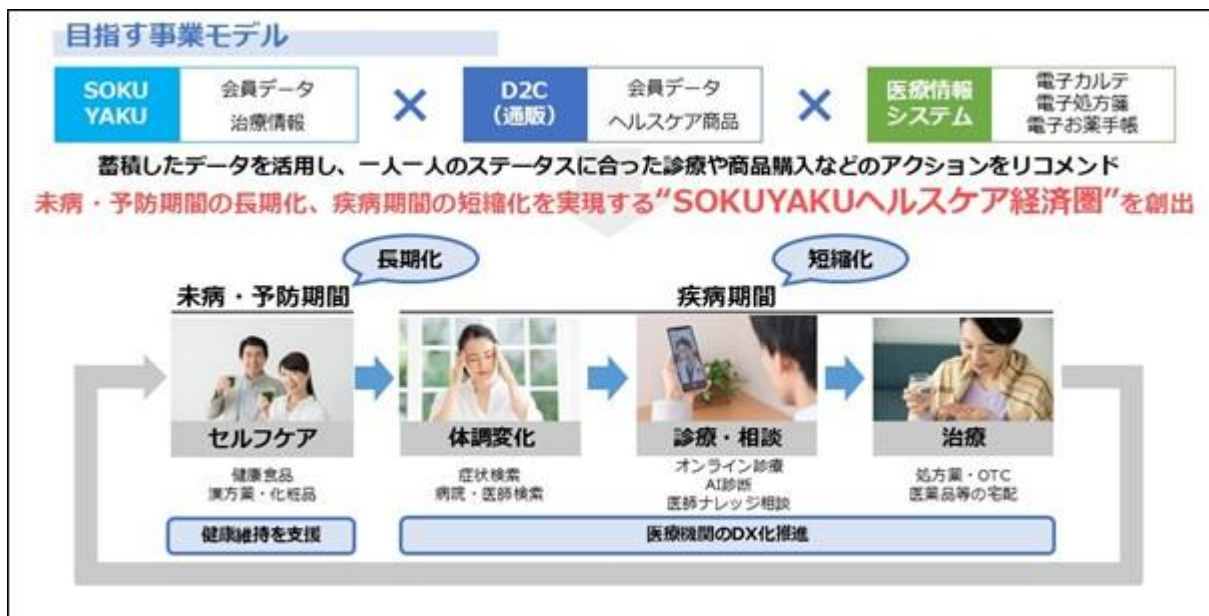 目指す事業モデル
SOKU
YAKU
会員データ
治療情報
×
D2C
（通販）
会員データ
ヘルスケア商品
×
医療情報
システム
電子カルテ
電子処方箋
電子お薬手帳
蓄積したデータを活用し、一人一人のステータスに合った診療や商品購入などのアクションをリコメンド
未病・予防期間の長期化、疾病期間の短縮化を実現する“SOKUYAKUヘルスケア経済圏”を創出
長期化
短縮化
未病・予防期間
疾病期間
セルフケア
体調変化
診療・相談
治療
健康食品
漢方薬・化粧品
症状検索
病院・医師検索
オンライン診療
AI診断
医師ナレッジ相談
処方薬・OTC
医薬品等の宅配
健康維持を支援
医療機関のDX化推進